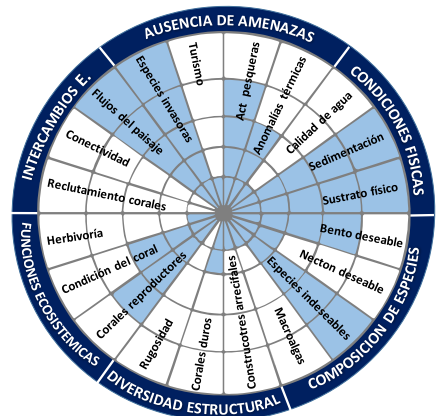 AUSENCIA DE AMENAZAS
CONDICIONES FISICAS
COMPOSICION DE ESPECIES
DIVERSIDAD ESTRUCTURAL
FUNCIONES ECOSISTEMICAS
INTERCAMBIOS E.
Turismo
Act pesqueras
Anomalías térmicas
Calidad de agua
Sedimentación
Sustrato físico
Bento deseable
Necton deseable
Especies indeseables
Macroalgas
Constructotres arrecifales
Corales duros
Rugosidad
Corales reproductores
Condición del coral
Herbivoría
Reclutamiento corales
Conectividad
Flujos del paisaje
Especies invasoras